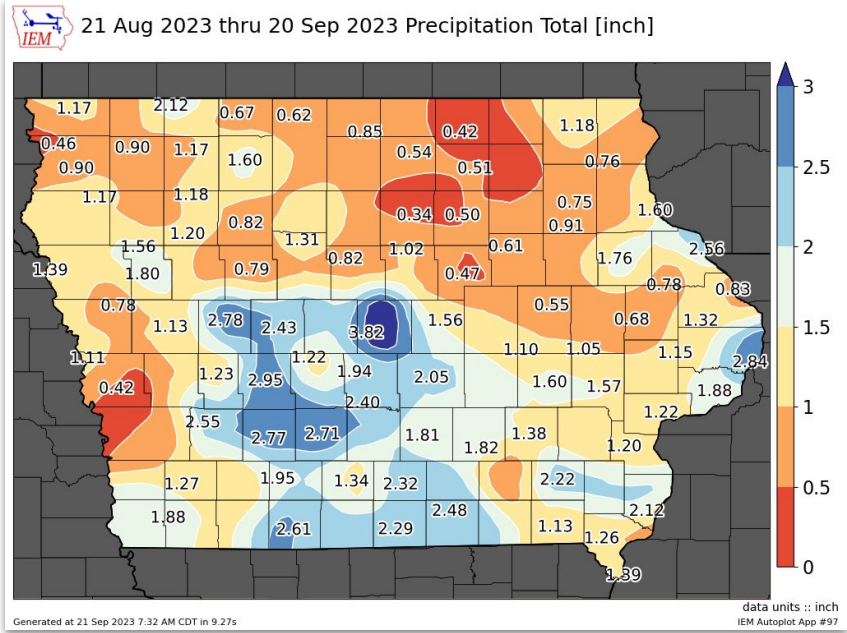 IEM
21 Aug 2023 thru 20 Sep 2023 Precipitation Total [inch]
1.17 2.12 0.67 0.62
0.85 0.42 1.18
0.46 0.90 1.17 0.54
0.90 1.60 0.51 0.76
1.17 1.18 0.75
0.82 0.34 0.50 0.91 1.60
1.20 1.31
1.56 0.82 1.02 0.61 2.56
1.39 1.80 0.79 0.47 1.76
0.78 0.83
0.78 0.55
1.13 2.78 2.43 3.82 1.56 0.68 1.32
1.11 1.22 1.10 1.05 1.15
0.42 1.23 2.95 1.94 2.05 1.60 1.57 1.88 2.84
2.40
2.55 2.77 2.71 1.81 1.38 1.22
1.82 1.20
1.27 1.95 1.34 2.32 2.22
1.88 2.48 2.12
2.61 2.29 1.13 1.26
1.39
3
2.5
2
1.5
1
0.5
0
data units :: inch
Generated at 21 Sep 2023 7:32 AM CDT in 9.27s
IEM Autoplot App #97